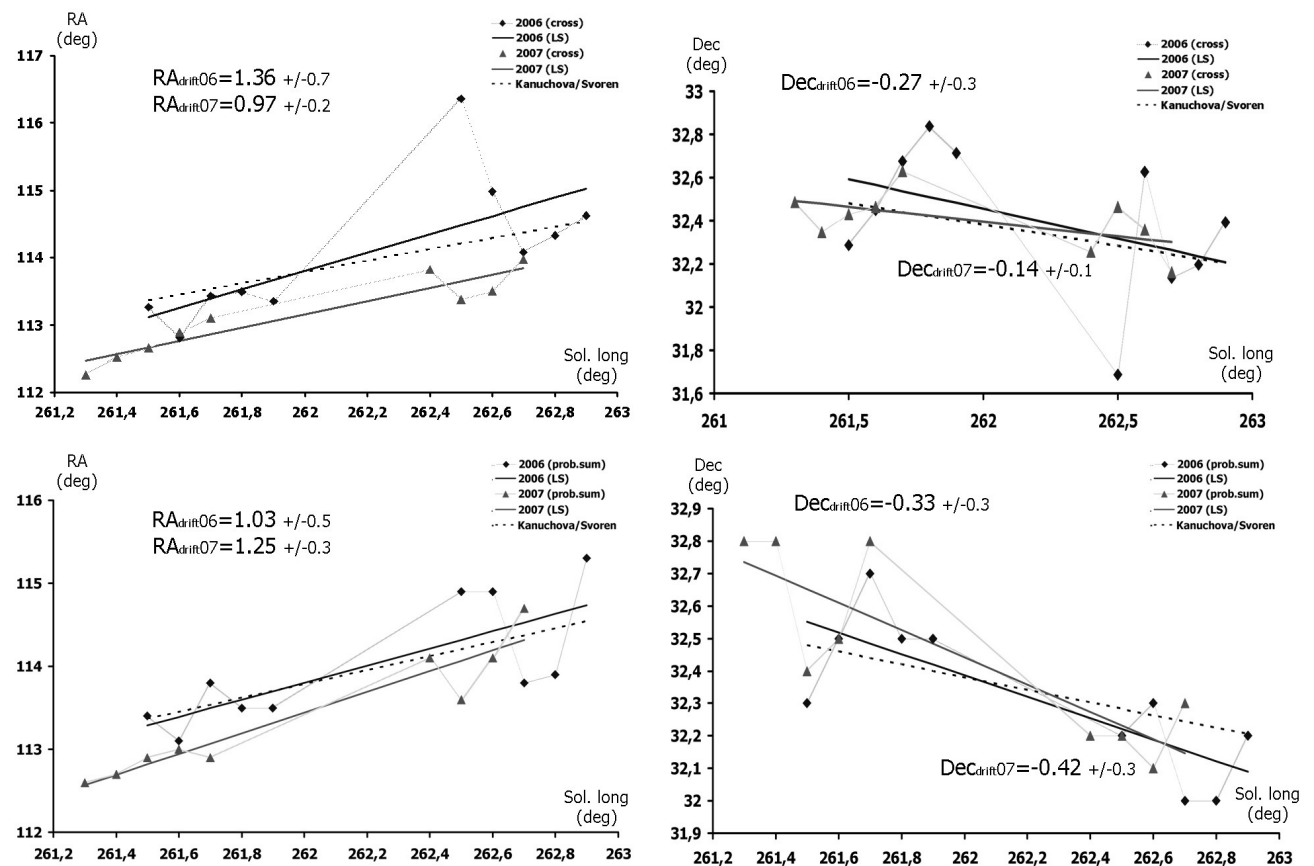 RA
(deg)
2006 (cross)
2006 (LS)
2007 (cross)
2007 (LS)
Kanuchova/Svoren
117
116
115
114
113
112
RAdrift06=1.36 +/-0.7
RAdrift07=0.97 +/-0.2
Sol. long
(deg)
261,2 261,4 261,6 261,8 262 262,2 262,4 262,6 262,8 263
Dec
(deg)
2006 (cross)
2006 (LS)
2007 (cross)
2007 (LS)
Kanuchova/Svoren
Decdrift06=-0.27 +/-0.3
33
32,8
32,6
32,4
32,2
32
31,8
31,6
Decdrift07=-0.14 +/-0.1
Sol. long
(deg)
261 261,5 262 262,5 263
RA
(deg)
2006 (prob.sum)
2006 (LS)
2007 (prob.sum)
2007 (LS)
Kanuchova/Svoren
116
115
114
113
112
RAdrift06=1.03 +/-0.5
RAdrift07=1.25 +/-0.3
Sol. long
(deg)
261,2 261,4 261,6 261,8 262 262,2 262,4 262,6 262,8 263
Dec
(deg)
2006 (prob.sum)
2006 (LS)
2007 (prob.sum)
2007 (LS)
Kanuchova/Svoren
Decdrift06=-0.33 +/-0.3
32,9
32,8
32,7
32,6
32,5
32,4
32,3
32,2
32,1
32
31,9
Decdrift07=-0.42 +/-0.3
Sol. long
(deg)
261,2 261,4 261,6 261,8 262 262,2 262,4 262,6 262,8 263